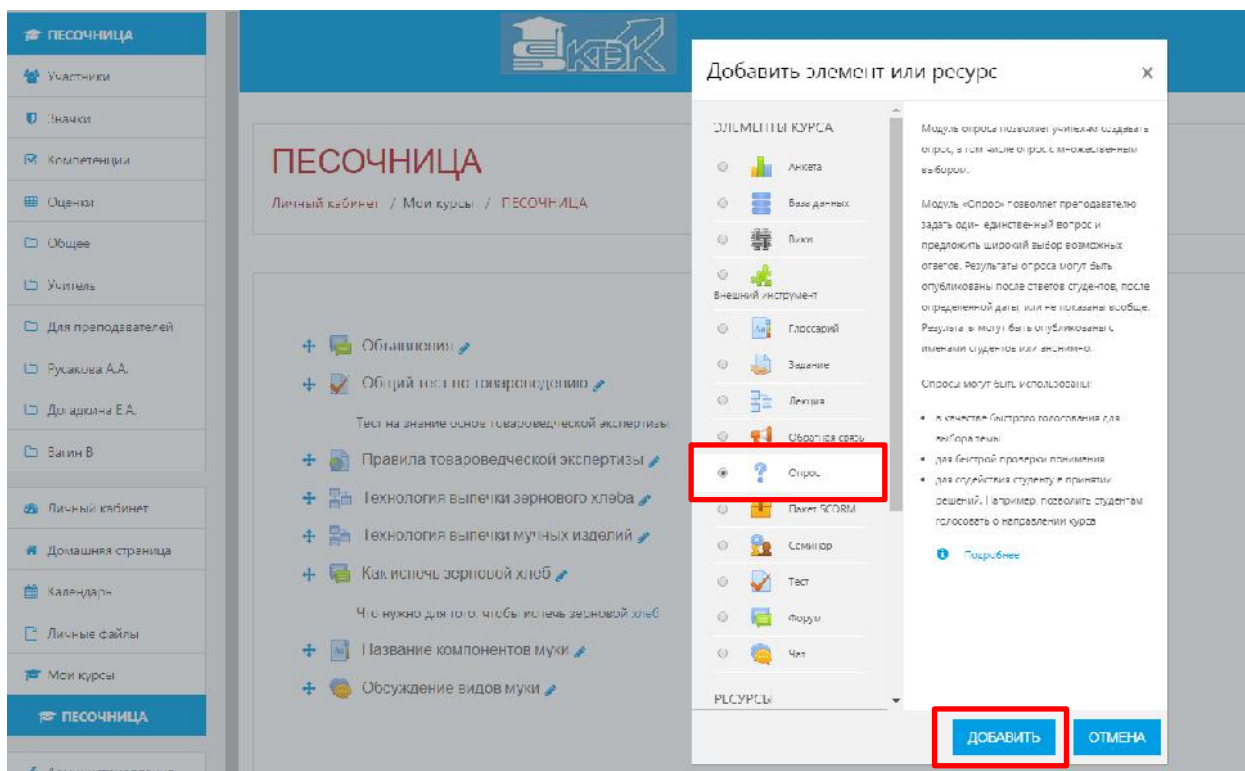 ПЕСОЧНИЦА
Участники
Значки
Компетенции
Оценки
Общее
Учитель
Для преподавателей
Русакова А.А.
Догадкина Е.А.
Вагин В
Личный кабинет
Домашняя страница
Календарь
Личные файлы
Мои курсы
ПЕСОЧНИЦА
КТЭК
ПЕСОЧНИЦА
Личный кабинет / Мои курсы / ПЕСОЧНИЦА
Объявления
Общий тест по товароведению
Тест на знание основ товароведческой экспертизы
Правила товароведческой экспертизы
Технология выпечки зернового хлеба
Технология выпечки мучных изделий
Как испечь зерновой хлеб
Что нужно для того, чтобы испечь зерновой хлеб
Название компонентов муки
Обсуждение видов муки
Добавить элемент или ресурс
ЭЛЕМЕНТЫ КУРСА
Анкета
База данных
Вики
Внешний инструмент
Глоссарий
Задание
Лекция
Обратная связь
Опрос
Пакет SCORM
Семинар
Тест
Форум
Чат
РЕСУРСЫ
Модуль опроса позволяет учителям создавать
опрос, в том числе опрос с множественным
выбором.
Модуль «Опрос» позволяет преподавателю
задать один единственный вопрос и
предложить широкий выбор возможных
ответов. Результаты опроса могут быть
опубликованы после ответов студентов, после
определенной даты, или не показаны вообще.
Результаты могут быть опубликованы с
именами студентов или анонимно.
Опросы могут быть использованы:
в качестве быстрого голосования для
выбора темы
для быстрой проверки понимания
для содействия студенту в принятии
решений. Например, позволить студентам
голосовать о направлении курса
Подробнее
ДОБАВИТЬ
ОТМЕНА